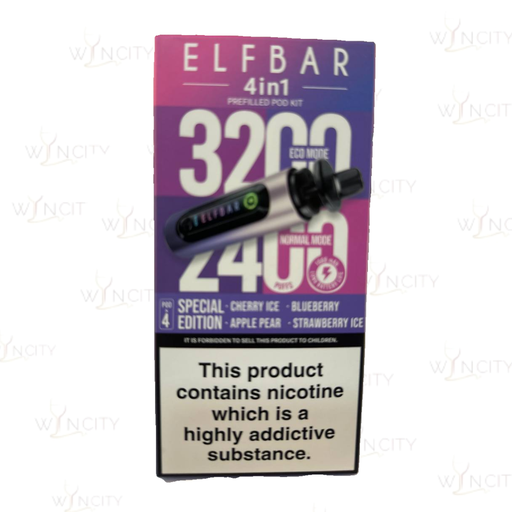 ELFBAR
4in1
PREFILLED POD KIT
3200
ECO MODE
ELFBAR
2400
NORMAL MODE
PUFFS
POD
4
SPECIAL EDITION
· CHERRY ICE · BLUEBERRY
· APPLE PEAR · STRAWBERRY ICE
IT IS FORBIDDEN TO SELL THIS PRODUCT TO CHILDREN.
This product
contains nicotine
which is a
highly addictive
substance.
WYNCITY